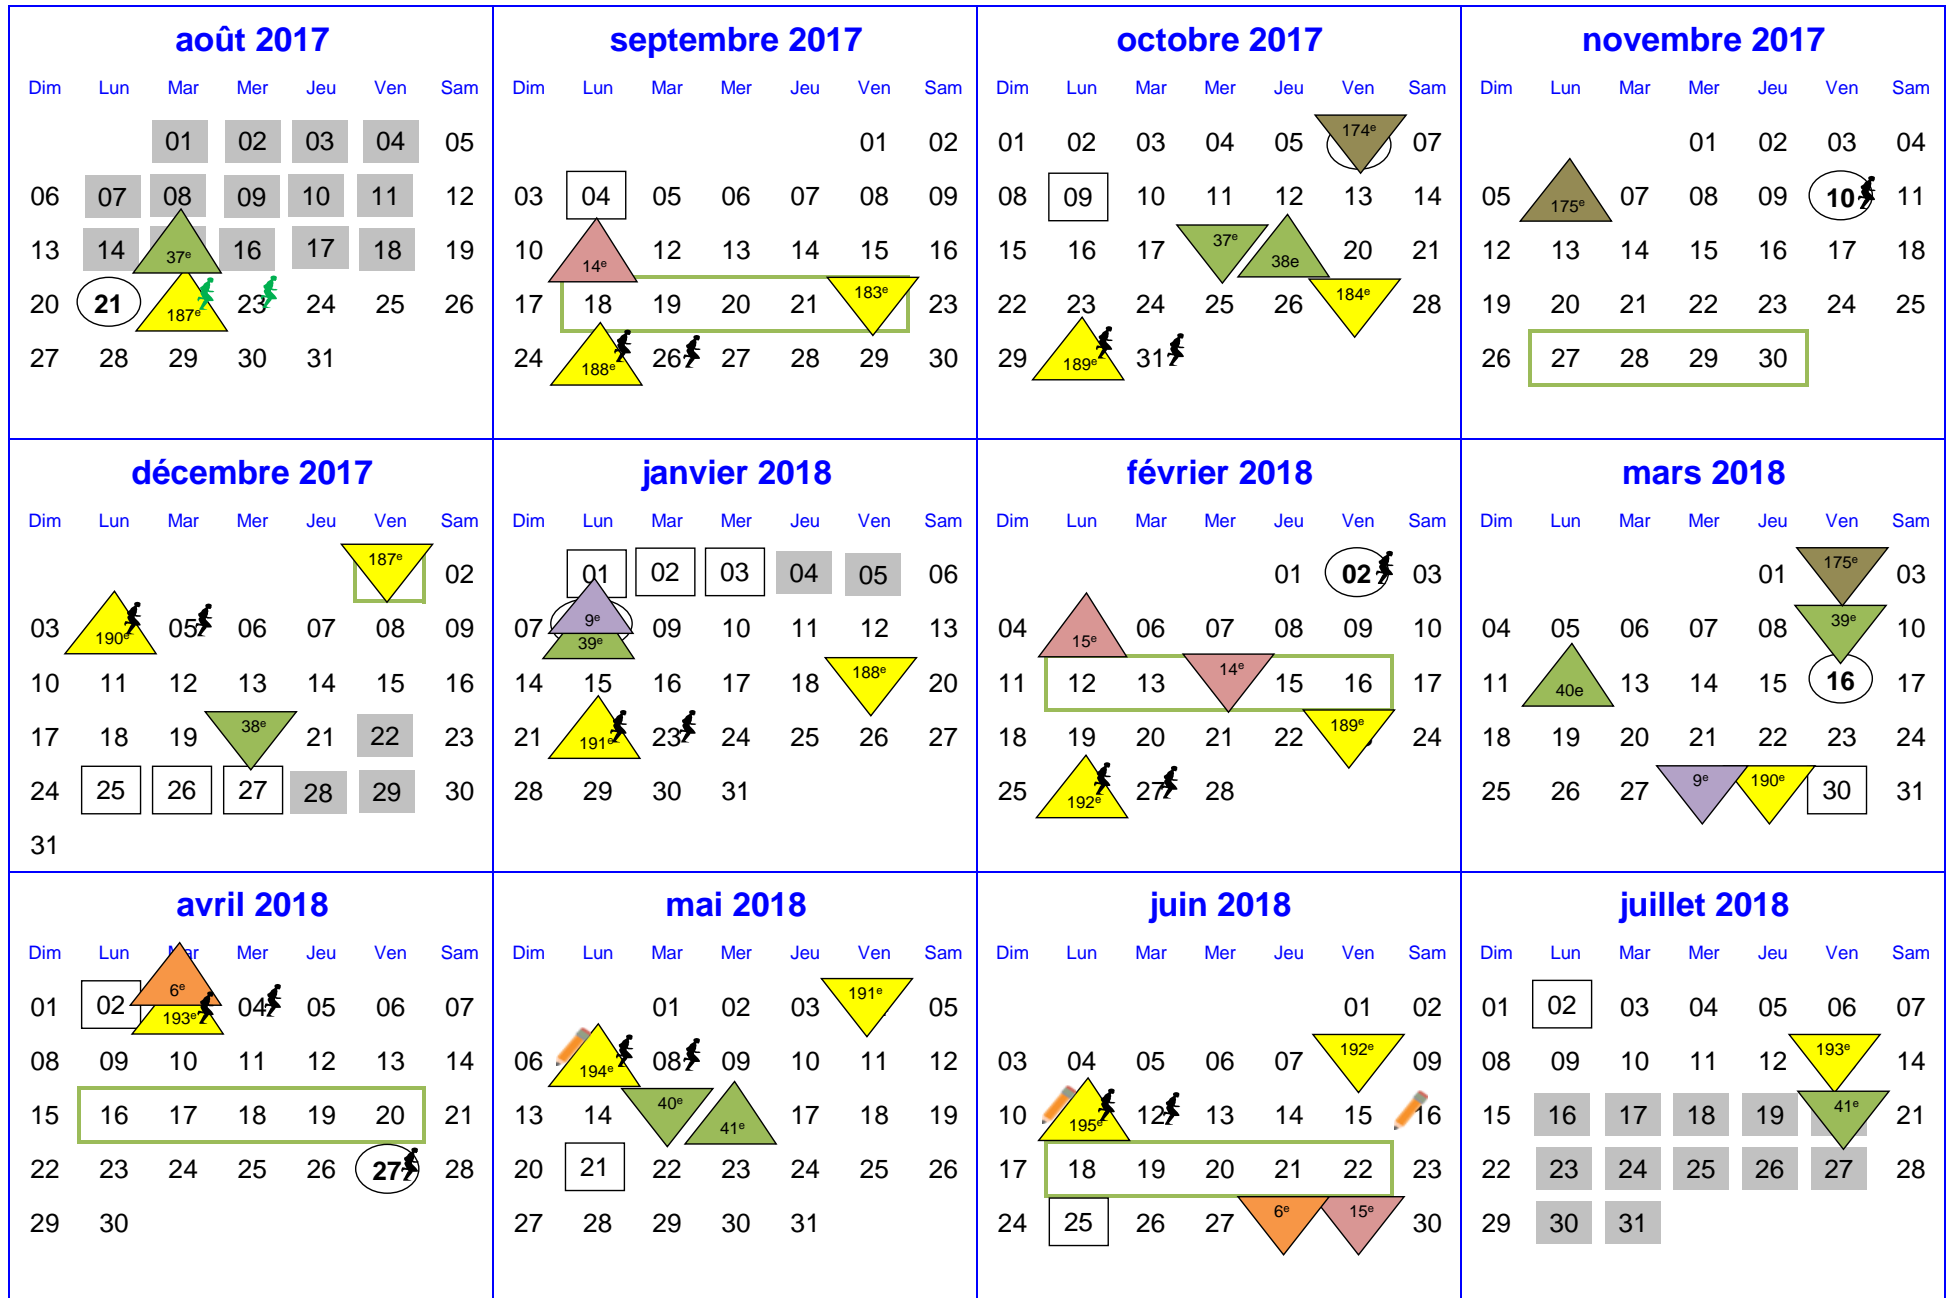 août 2017
Dim Lun Mar Mer Jeu Ven Sam
01 02 03 04 05
06 07 08 09 10 11 12
13 14 37e 16 17 18 19
20 21 187e 23 24 25 26
27 28 29 30 31
septembre 2017
Dim Lun Mar Mer Jeu Ven Sam
01 02
03 04 05 06 07 08 09
10 14e 12 13 14 15 16
17 18 19 20 21 183e 23
24 188e 26 27 28 29 30
octobre 2017
Dim Lun Mar Mer Jeu Ven Sam
01 02 03 04 05 174e 07
08 09 10 11 12 13 14
15 16 17 37e 38e 20 21
22 23 24 25 26 184e 28
29 189e 31
novembre 2017
Dim Lun Mar Mer Jeu Ven Sam
01 02 03 04
05 175e 07 08 09 10 11
12 13 14 15 16 17 18
19 20 21 22 23 24 25
26 27 28 29 30
décembre 2017
Dim Lun Mar Mer Jeu Ven Sam
187e 02
03 190e 05 06 07 08 09
10 11 12 13 14 15 16
17 18 19 38e 21 22 23
24 25 26 27 28 29 30
31
janvier 2018
Dim Lun Mar Mer Jeu Ven Sam
01 02 03 04 05 06
07 9e 09 10 11 12 13
39e
14 15 16 17 18 188e 20
21 191e 23 24 25 26 27
28 29 30 31
février 2018
Dim Lun Mar Mer Jeu Ven Sam
01 02 03
04 15e 06 07 08 09 10
11 12 13 14e 15 16 17
18 19 20 21 22 189e 24
25 192e 27 28
mars 2018
Dim Lun Mar Mer Jeu Ven Sam
01 175e 03
04 05 06 07 08 39e 10
11 40e 13 14 15 16 17
18 19 20 21 22 23 24
25 26 27 9e 190e 30 31
avril 2018
Dim Lun Mar Mer Jeu Ven Sam
6e
01 02 193e 04 05 06 07
08 09 10 11 12 13 14
15 16 17 18 19 20 21
22 23 24 25 26 27 28
29 30
mai 2018
Dim Lun Mar Mer Jeu Ven Sam
01 02 03 191e 05
06 194e 08 09 10 11 12
13 14 40e 41e 17 18 19
20 21 22 23 24 25 26
27 28 29 30 31
juin 2018
Dim Lun Mar Mer Jeu Ven Sam
01 02
03 04 05 06 07 192e 09
10 195e 12 13 14 15 16
17 18 19 20 21 22 23
24 25 26 27 6e 15e 30
juillet 2018
Dim Lun Mar Mer Jeu Ven Sam
01 02 03 04 05 06 07
08 09 10 11 12 193e 14
15 16 17 18 19 41e 21
22 23 24 25 26 27 28
29 30 31